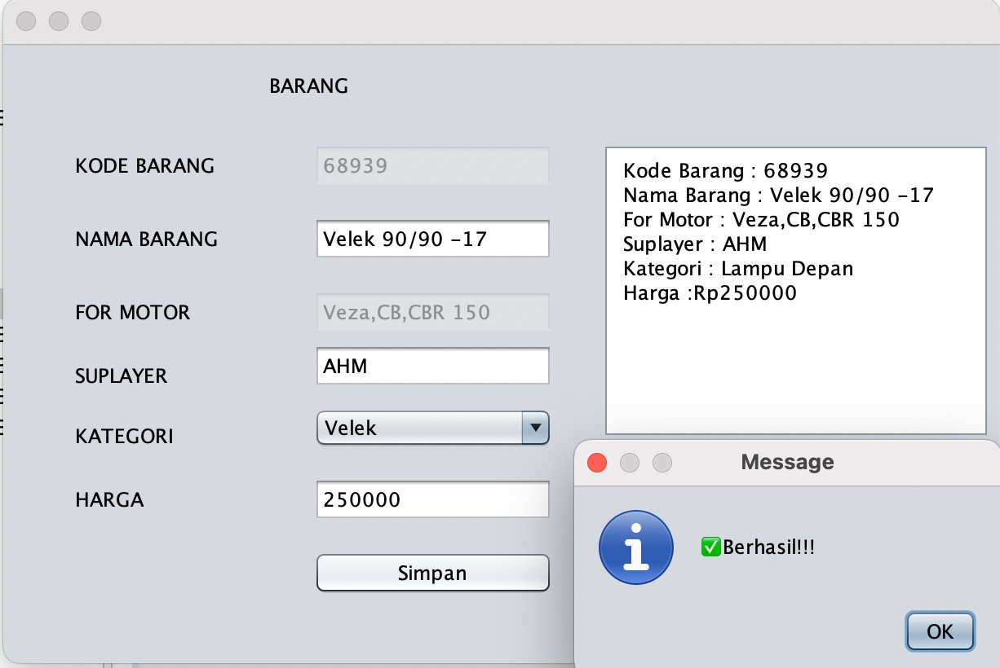 BARANG
KODE BARANG
68939
NAMA BARANG
Velek 90/90 -17
FOR MOTOR
Veza,CB,CBR 150
SUPLAYER
AHM
KATEGORI
Velek
HARGA
250000
Simpan
Kode Barang : 68939
Nama Barang : Velek 90/90 -17
For Motor : Veza,CB,CBR 150
Suplayer : AHM
Kategori : Lampu Depan
Harga :Rp250000
Message
✅Berhasil!!!
OK